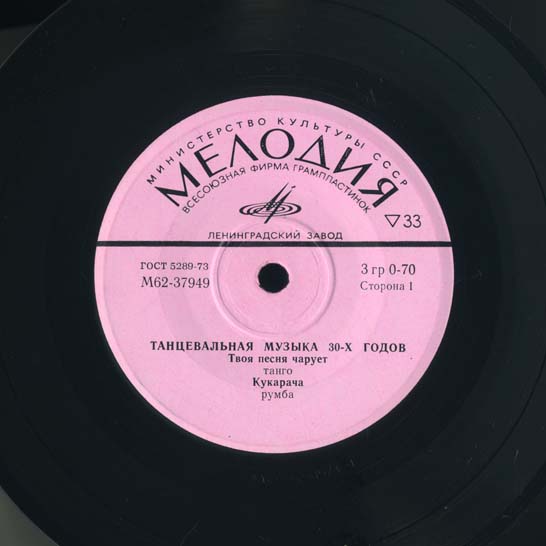 МИНИСТЕРСТВО КУЛЬТУРЫ СССР
МЕЛОДИЯ
ВСЕСОЮЗНАЯ ФИРМА ГРАМПЛАСТИНОК
▽33
ЛЕНИНГРАДСКИЙ ЗАВОД
ГОСТ 5289-73
М62-37949
3 гр 0-70
Сторона 1
ТАНЦЕВАЛЬНАЯ МУЗЫКА 30-Х ГОДОВ
Твоя песня чарует
танго
Кукарача
румба